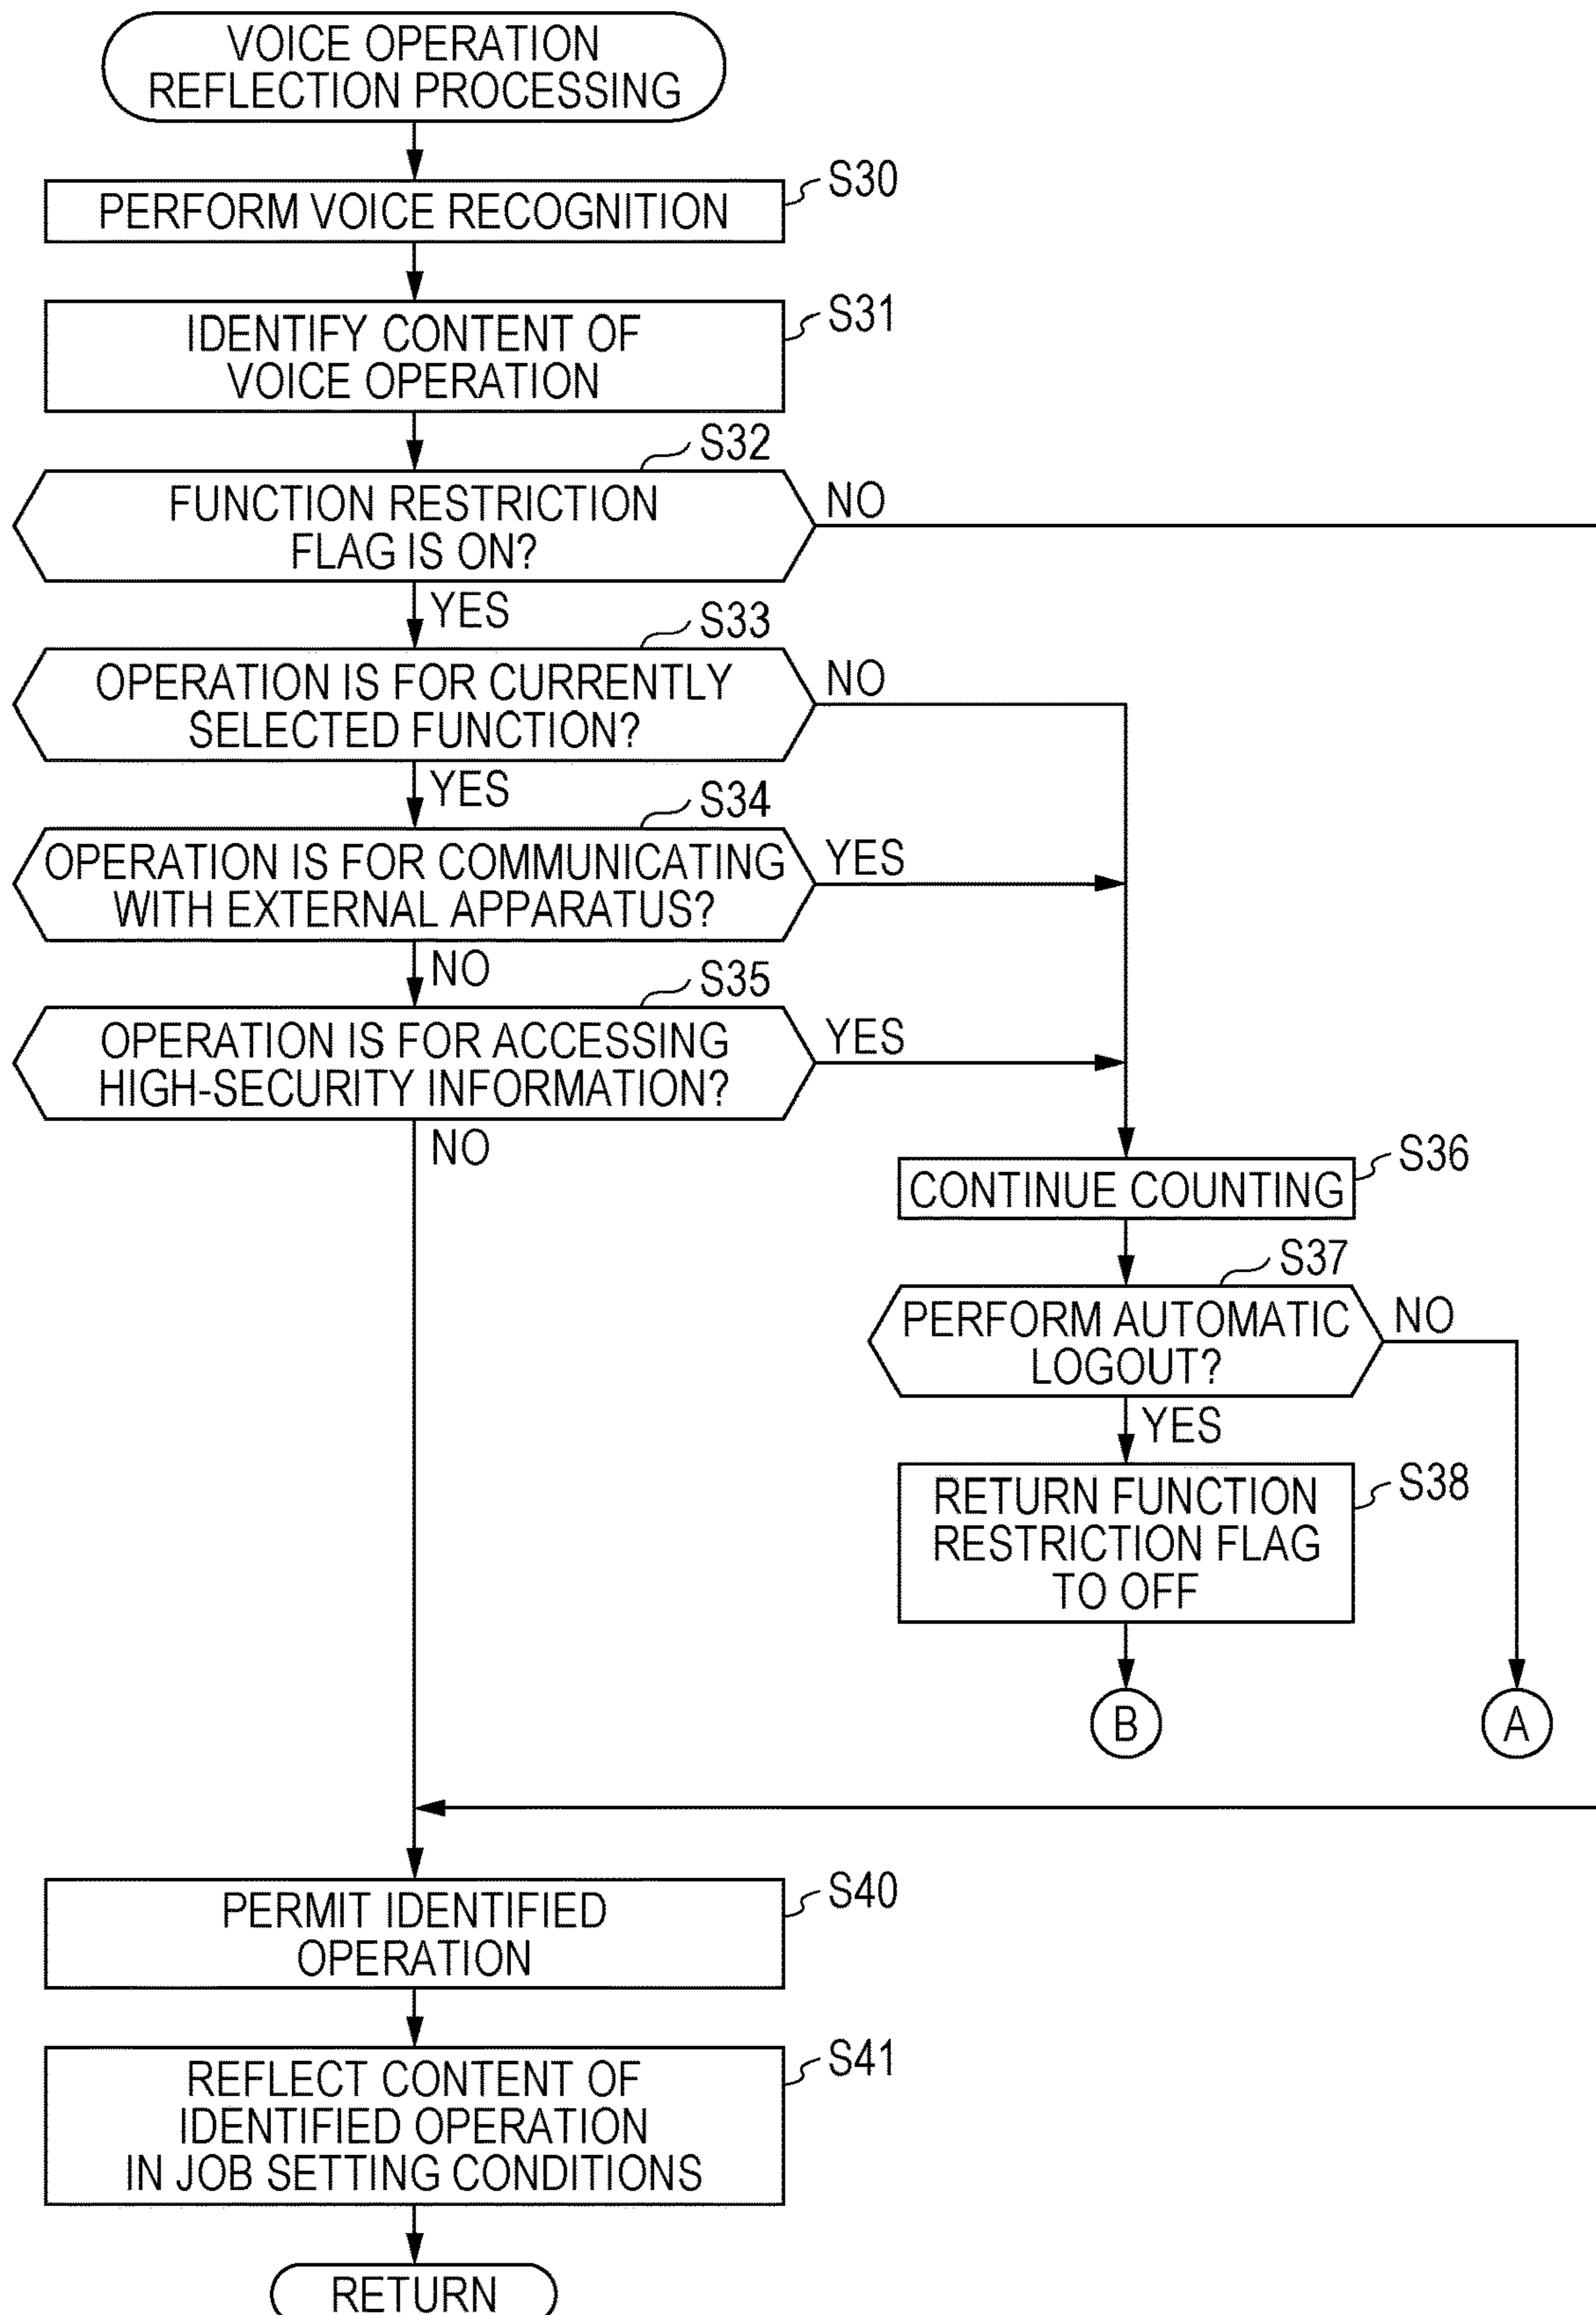 VOICE OPERATION
REFLECTION PROCESSING
S30
PERFORM VOICE RECOGNITION
S31
IDENTIFY CONTENT OF
VOICE OPERATION
S32
FUNCTION RESTRICTION
FLAG IS ON?
NO
YES
S33
OPERATION IS FOR CURRENTLY
SELECTED FUNCTION?
NO
YES
S34
OPERATION IS FOR COMMUNICATING
WITH EXTERNAL APPARATUS?
YES
NO
S35
OPERATION IS FOR ACCESSING
HIGH-SECURITY INFORMATION?
YES
NO
S36
CONTINUE COUNTING
S37
PERFORM AUTOMATIC
LOGOUT?
NO
YES
S38
RETURN FUNCTION
RESTRICTION FLAG
TO OFF
B
A
S40
PERMIT IDENTIFIED
OPERATION
S41
REFLECT CONTENT OF
IDENTIFIED OPERATION
IN JOB SETTING CONDITIONS
RETURN